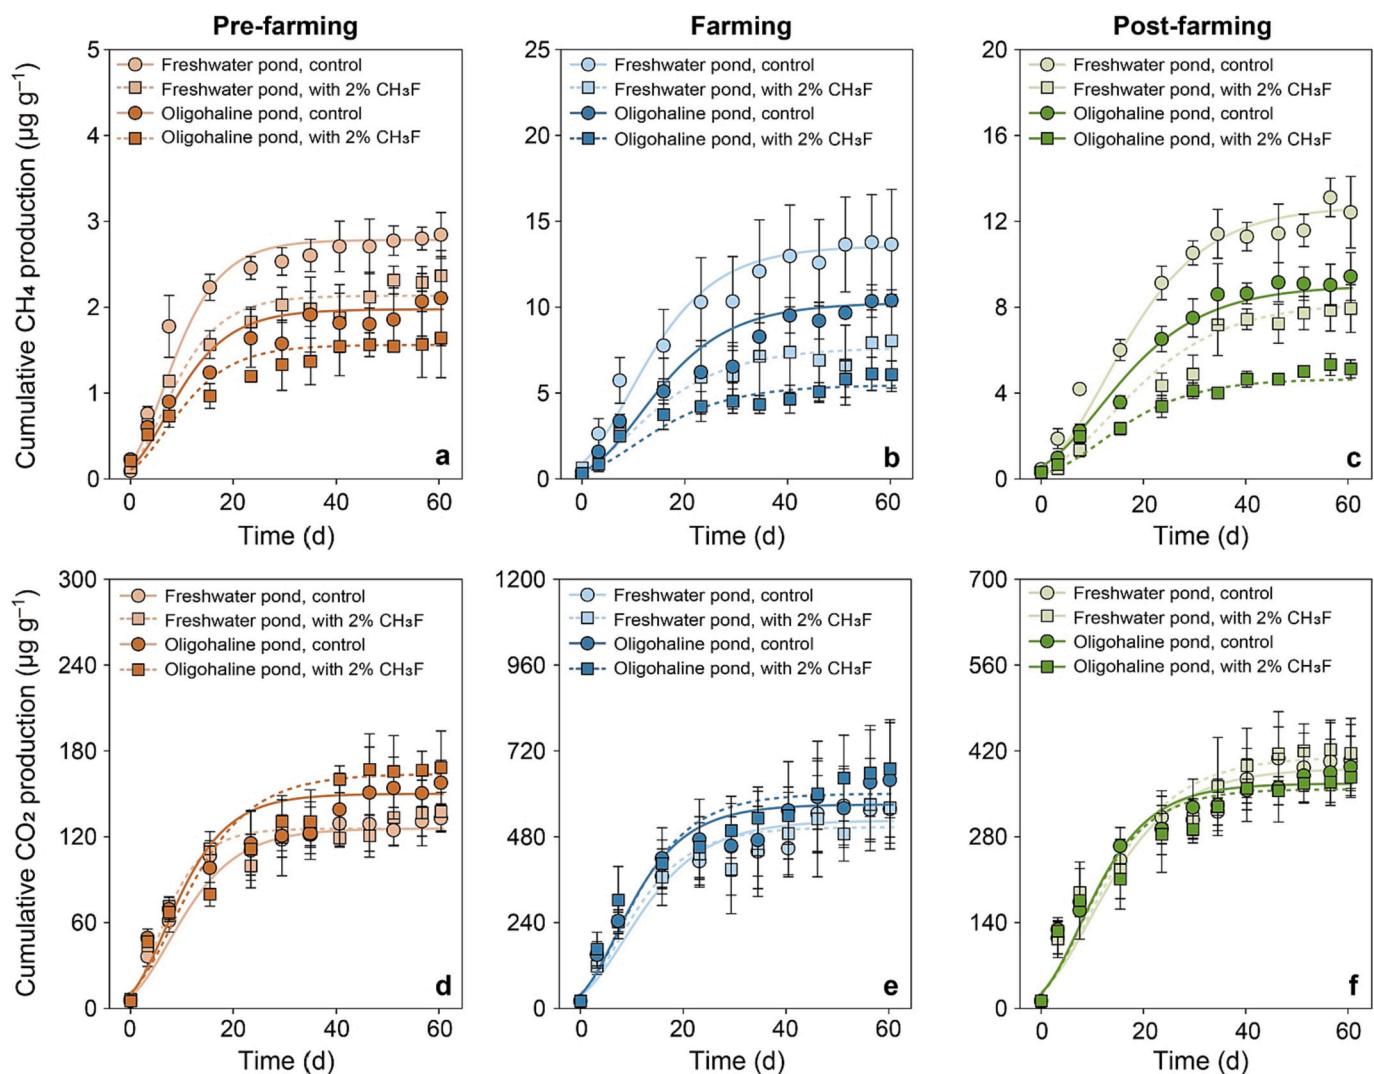 Pre-farming
Farming
Post-farming
Cumulative CH₄ production (µg g⁻¹)
5
4
3
2
1
0
Freshwater pond, control
Freshwater pond, with 2% CH₃F
Oligohaline pond, control
Oligohaline pond, with 2% CH₃F
a
0
20
40
60
Time (d)
25
20
15
10
5
0
Freshwater pond, control
Freshwater pond, with 2% CH₃F
Oligohaline pond, control
Oligohaline pond, with 2% CH₃F
b
0
20
40
60
Time (d)
20
16
12
8
4
0
Freshwater pond, control
Freshwater pond, with 2% CH₃F
Oligohaline pond, control
Oligohaline pond, with 2% CH₃F
c
0
20
40
60
Time (d)
Cumulative CO₂ production (µg g⁻¹)
300
240
180
120
60
0
Freshwater pond, control
Freshwater pond, with 2% CH₃F
Oligohaline pond, control
Oligohaline pond, with 2% CH₃F
d
0
20
40
60
Time (d)
1200
960
720
480
240
0
Freshwater pond, control
Freshwater pond, with 2% CH₃F
Oligohaline pond, control
Oligohaline pond, with 2% CH₃F
e
0
20
40
60
Time (d)
700
560
420
280
140
0
Freshwater pond, control
Freshwater pond, with 2% CH₃F
Oligohaline pond, control
Oligohaline pond, with 2% CH₃F
f
0
20
40
60
Time (d)